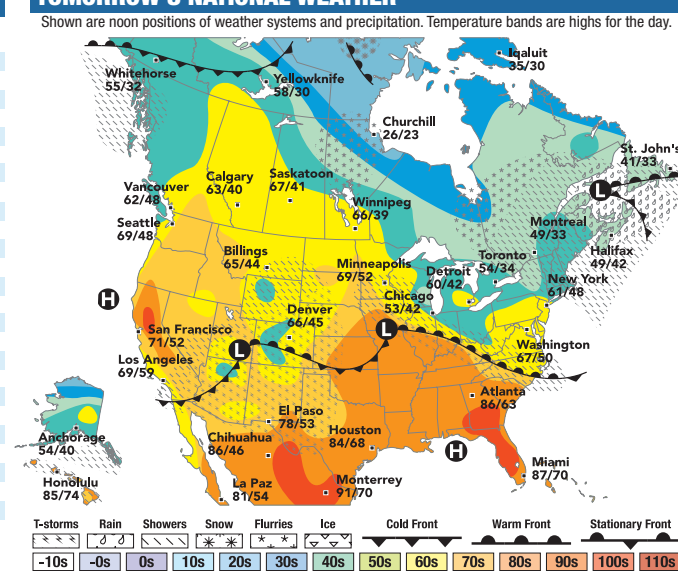 TOMORROW'S NATIONAL WEATHER
Shown are noon positions of weather systems and precipitation. Temperature bands are highs for the day.
Iqaluit
35/30
Whitehorse
55/32
Yellowknife
58/30
Churchill
26/23
St. John's
41/33
L
Calgary
63/40
Saskatoon
67/41
Vancouver
62/48
Winnipeg
66/39
Seattle
69/48
Montreal
49/33
Halifax
49/42
Billings
65/44
Minneapolis
69/52
Detroit
60/42
Toronto
54/34
New York
61/48
Chicago
53/42
H
Denver
66/45
San Francisco
71/52
L
L
Washington
67/50
Los Angeles
69/59
Atlanta
86/63
El Paso
78/53
Houston
84/68
Chihuahua
86/46
H
Anchorage
54/40
Miami
87/70
Honolulu
85/74
La Paz
81/54
Monterrey
91/70
T-storms Rain Showers Snow Flurries Ice Cold Front Warm Front Stationary Front
-10s -0s 0s 10s 20s 30s 40s 50s 60s 70s 80s 90s 100s 110s